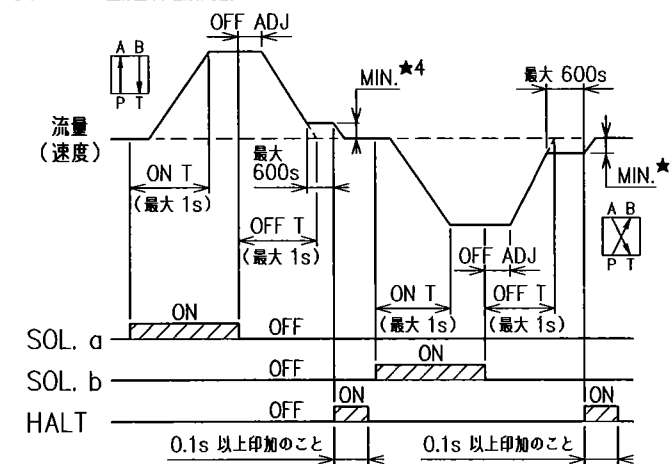 OFF ADJ
A B
P T
MIN.★4
最大 600s
流量
(速度)
ON T
(最大 1s)
最大
600s
MIN.★
OFF T
(最大 1s)
A B
P T
OFF ADJ
ON T
(最大 1s)
OFF T
(最大 1s)
SOL. a
ON
OFF
SOL. b
OFF
ON
HALT
OFF
ON
ON
0.1s 以上印加のこと
0.1s 以上印加のこと